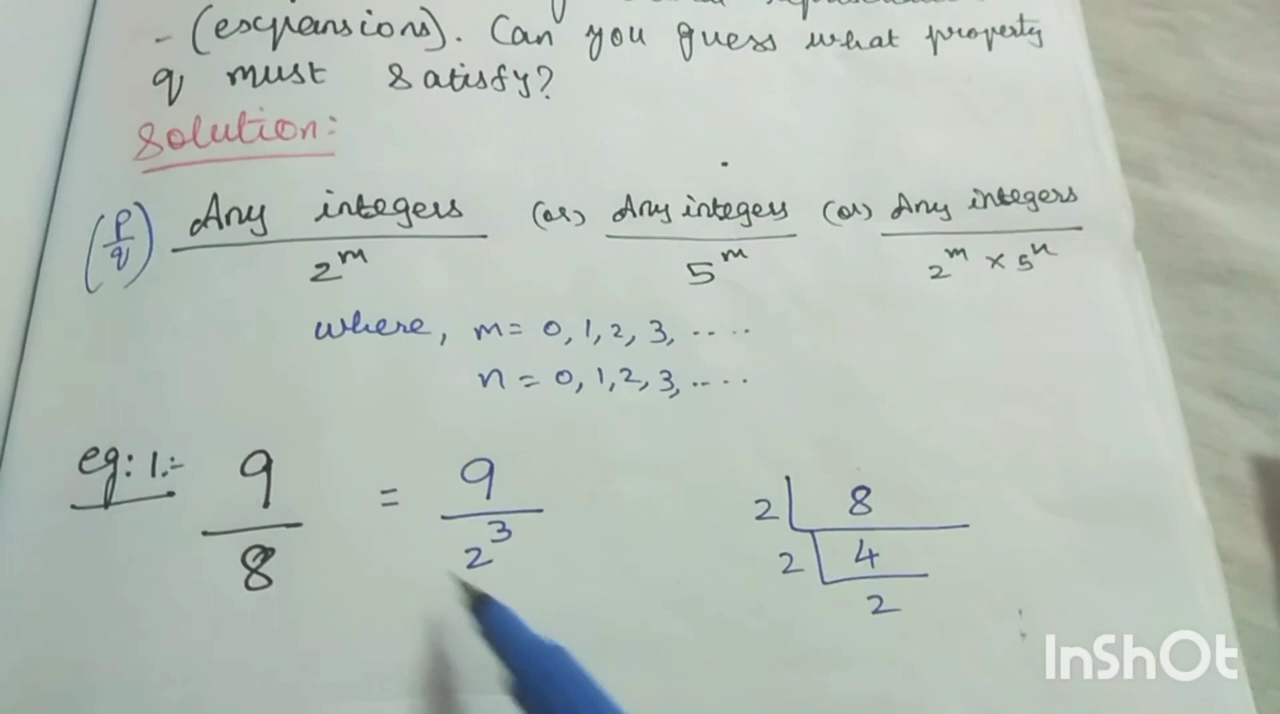 - (expansions). Can you guess what property
q must satisfy?
Solution:
(p/q) Any integers / 2^m (or) Any integers / 5^m (or) Any integers / 2^m × 5^n
where, m = 0, 1, 2, 3, ....
n = 0, 1, 2, 3, ....
eg: 1:- 9/8 = 9/2^3
2 | 8
2 | 4
2
InShOt